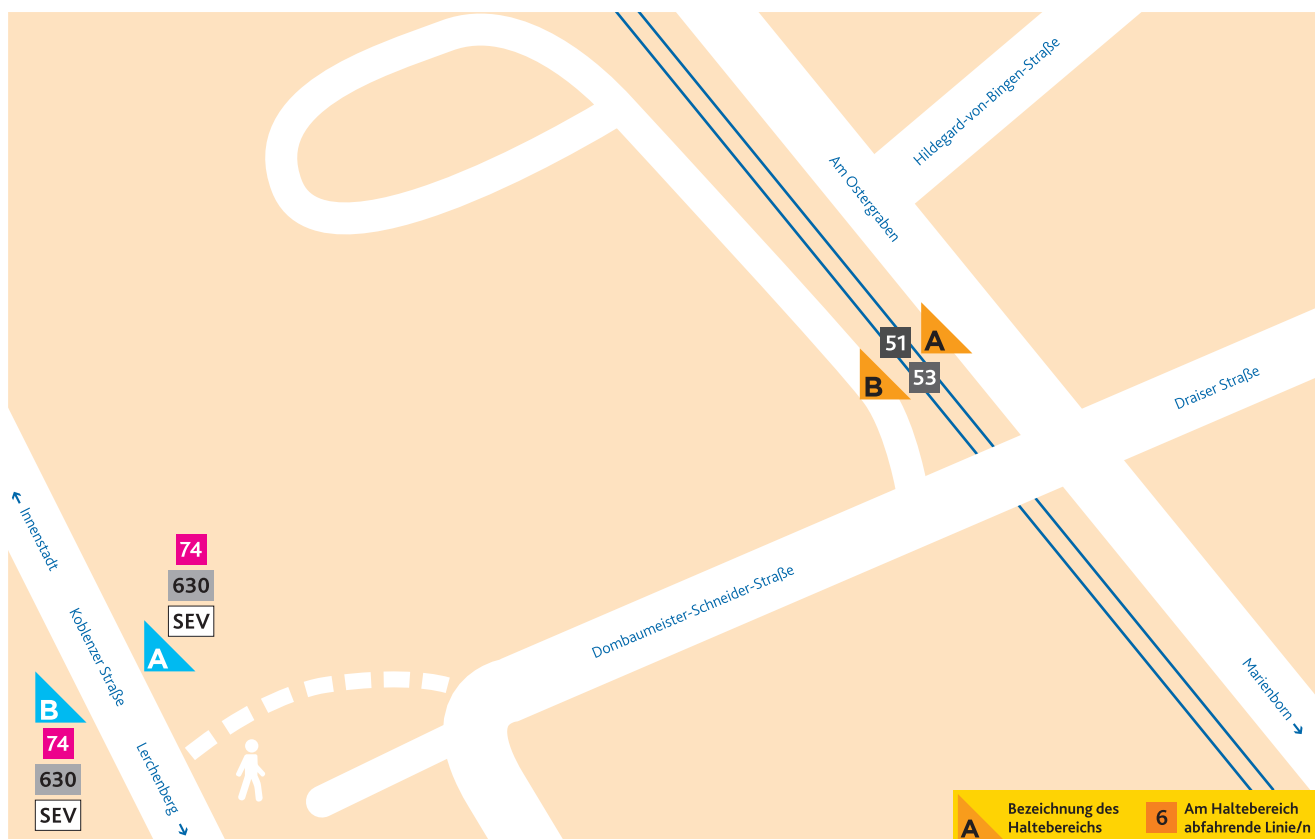 Hildegard-von-Bingen-Straße
Am Ostergraben
51
A
B
53
Draiser Straße
← Innenstadt
74
630
SEV
A
Koblenzer Straße
B
74
630
SEV
Lerchenberg →
Dombaumeister-Schneider-Straße
Marienborn →
A
Bezeichnung des
Haltebereichs
6
Am Haltebereich
abfahrende Linie/n